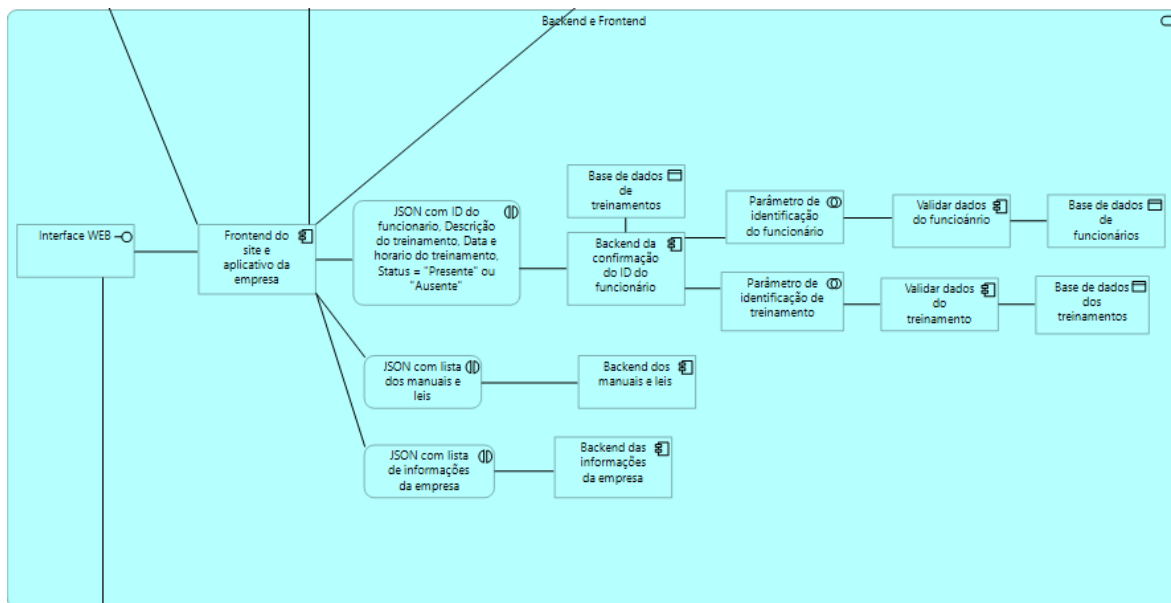 Backend e Frontend
Interface WEB
Frontend do
site e
aplicativo da
empresa
JSON com ID do
funcionario, Descrição
do treinamento, Data e
horario do treinamento,
Status = "Presente" ou
"Ausente"
Base de dados
de
treinamentos
Backend da
confirmação
do ID do
funcionário
Parâmetro de
identificação
do funcionário
Validar dados
do funcioánrio
Base de dados
de
funcionários
Parâmetro de
identificação de
treinamento
Validar dados
do
treinamento
Base de dados
dos
treinamentos
JSON com lista
dos manuais e
leis
Backend dos
manuais e leis
JSON com lista
de informações
da empresa
Backend das
informações
da empresa